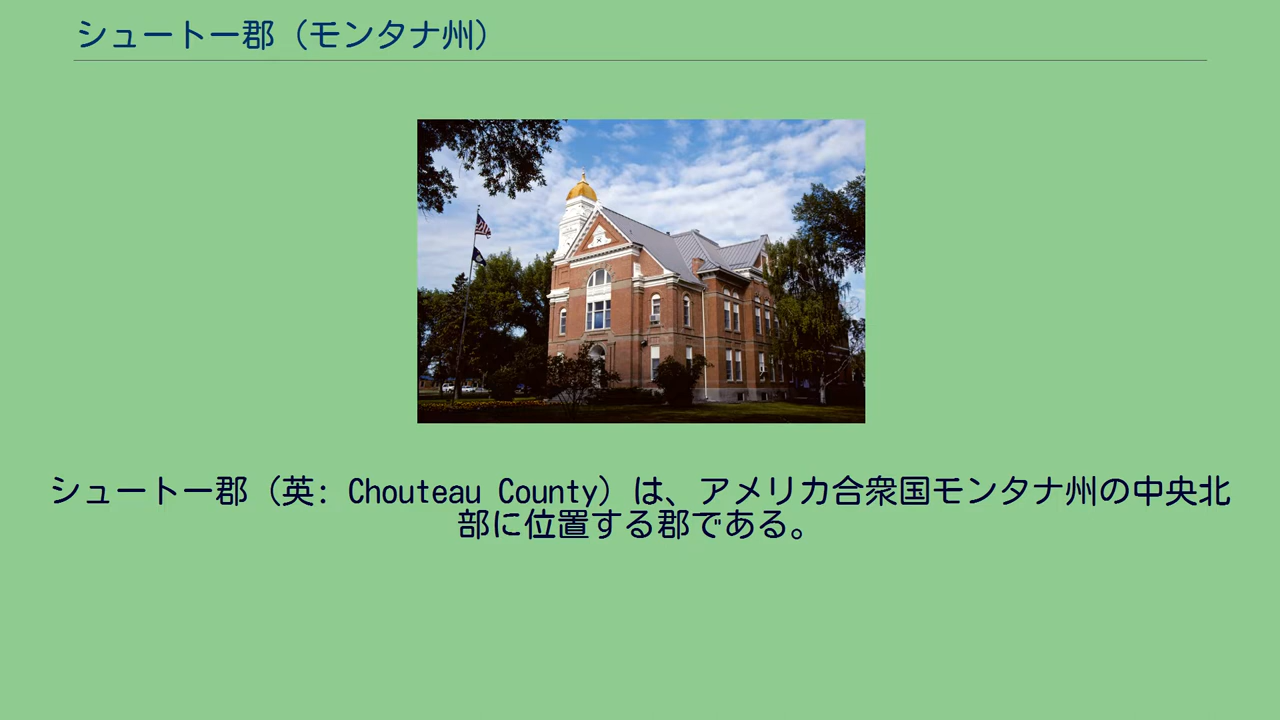 シュートー郡（モンタナ州）
シュートー郡（英: Chouteau County）は、アメリカ合衆国モンタナ州の中央北
部に位置する郡である。